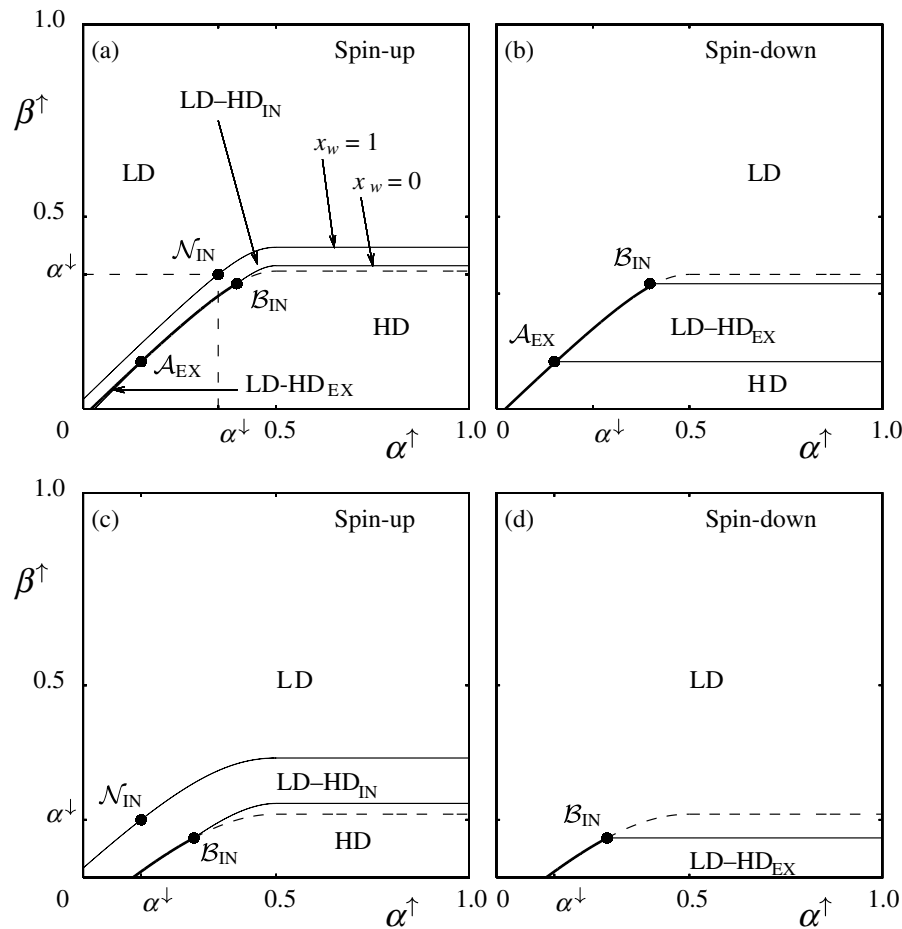 1.0
(a)
Spin-up
β↑
LD–HD_IN
x_w = 1
x_w = 0
LD
0.5
N_IN
α↓
B_IN
HD
A_EX
LD-HD_EX
0
α↓
0.5
α↑
1.0
(b)
Spin-down
LD
B_IN
LD–HD_EX
A_EX
HD
0
α↓
0.5
α↑
1.0
1.0
(c)
Spin-up
β↑
0.5
LD
LD–HD_IN
N_IN
α↓
B_IN
HD
0
α↓
0.5
α↑
1.0
(d)
Spin-down
LD
B_IN
LD–HD_EX
0
α↓
0.5
α↑
1.0